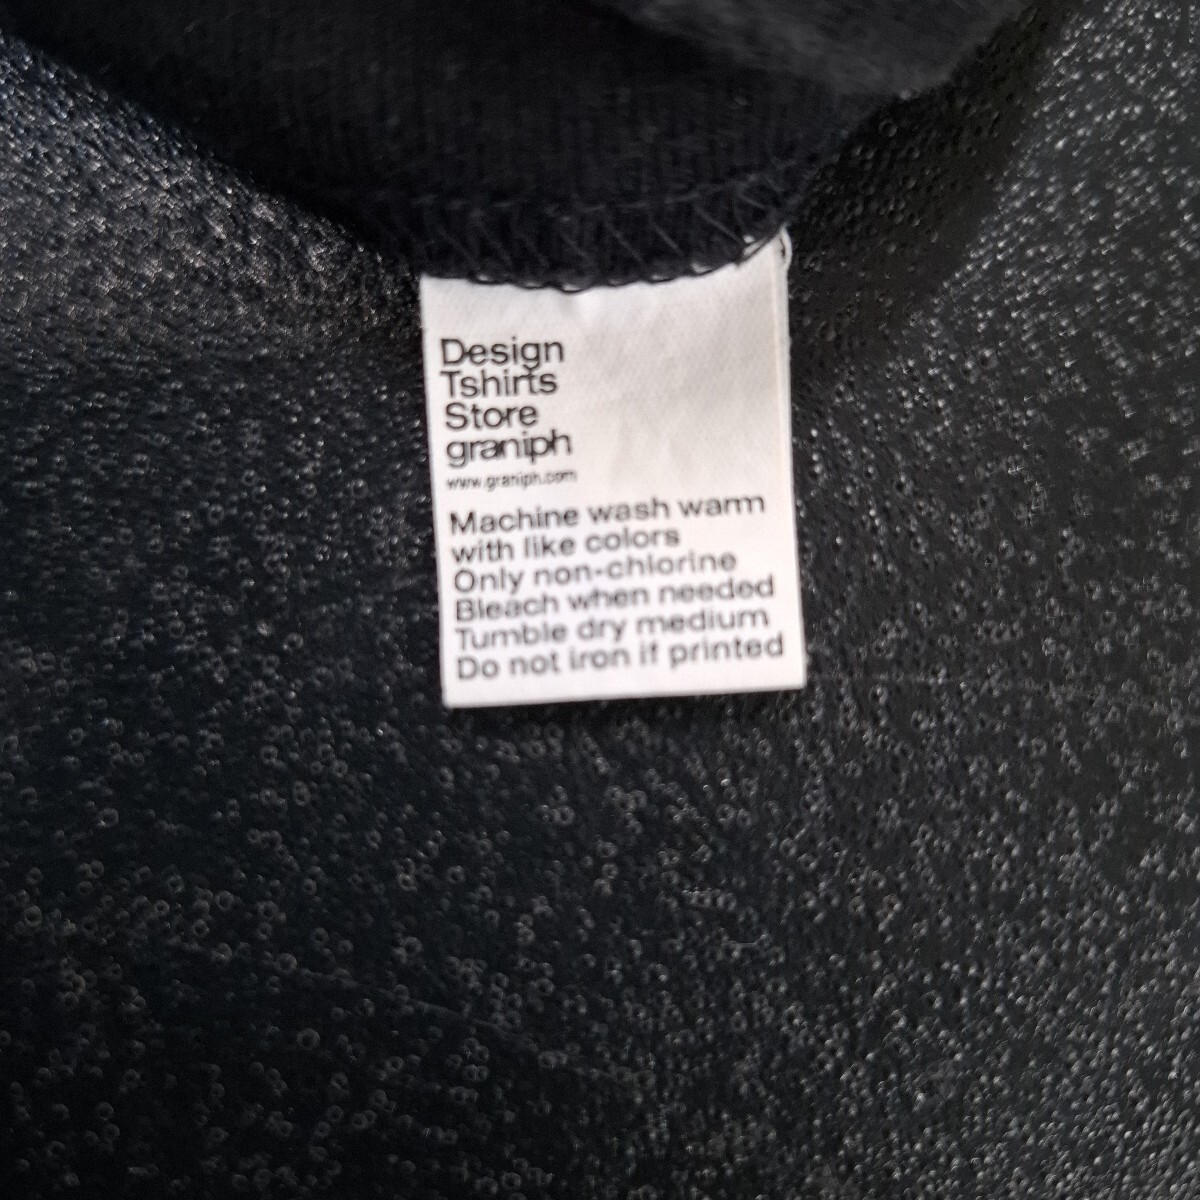 Design
Tshirts
Store
graniph
www.graniph.com
Machine wash warm
with like colors
Only non-chlorine
Bleach when needed
Tumble dry medium
Do not iron if printed